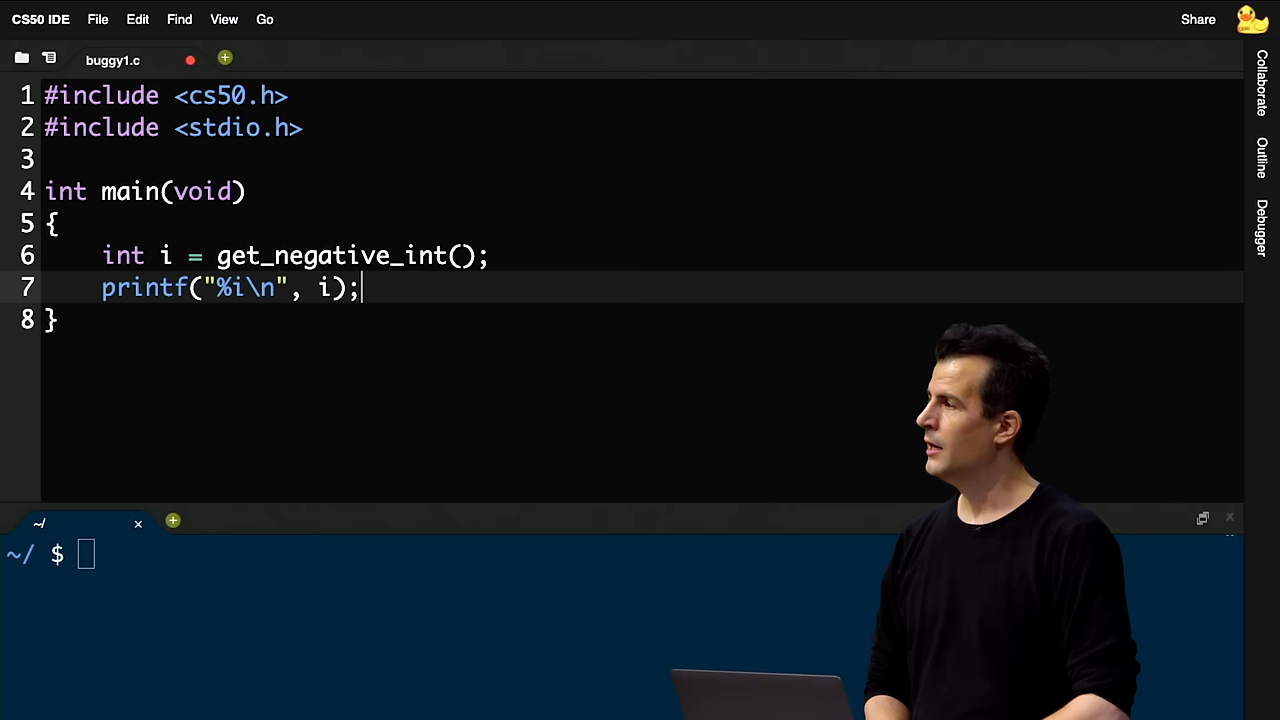 CS50 IDE File Edit Find View Go Share
buggy1.c
1 #include <cs50.h>
2 #include <stdio.h>
3
4 int main(void)
5 {
6     int i = get_negative_int();
7     printf("%i\n", i);
8 }
Collaborate
Outline
Debugger
~/
~/ $